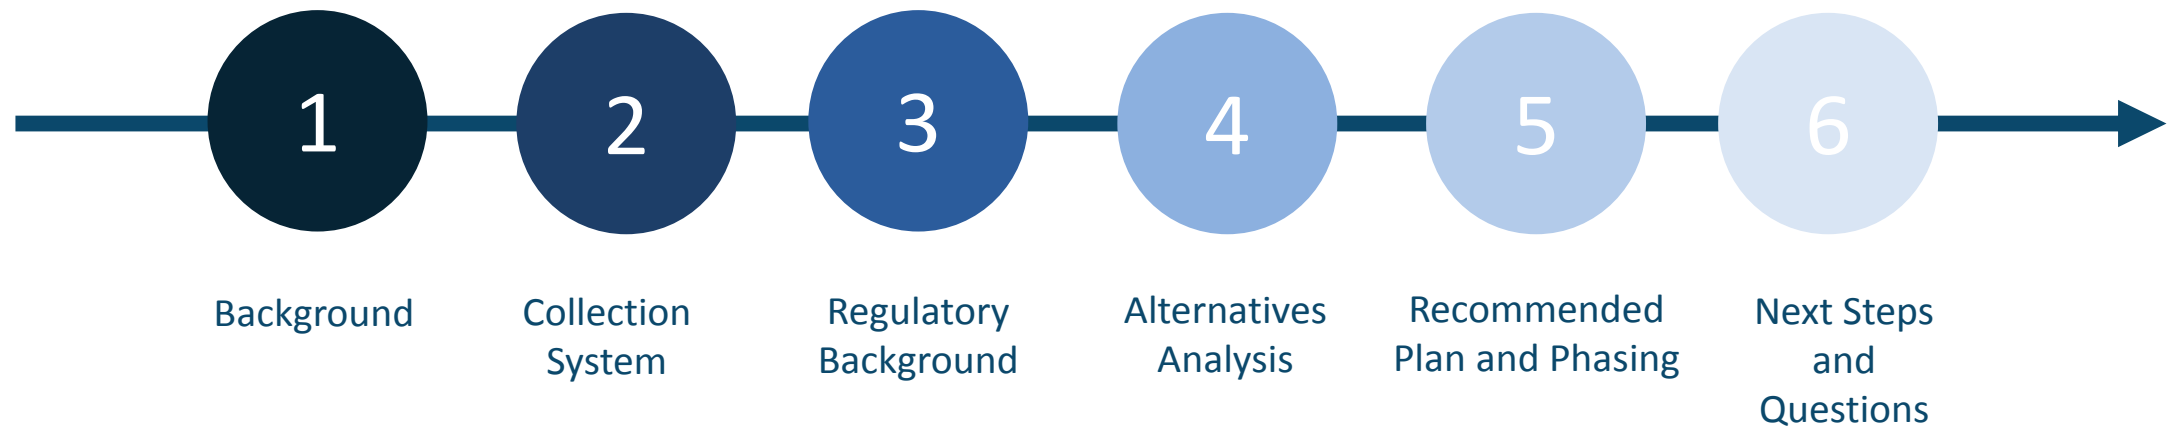 1
2
3
4
5
6
Background
Collection
System
Regulatory
Background
Alternatives
Analysis
Recommended
Plan and Phasing
Next Steps
and
Questions